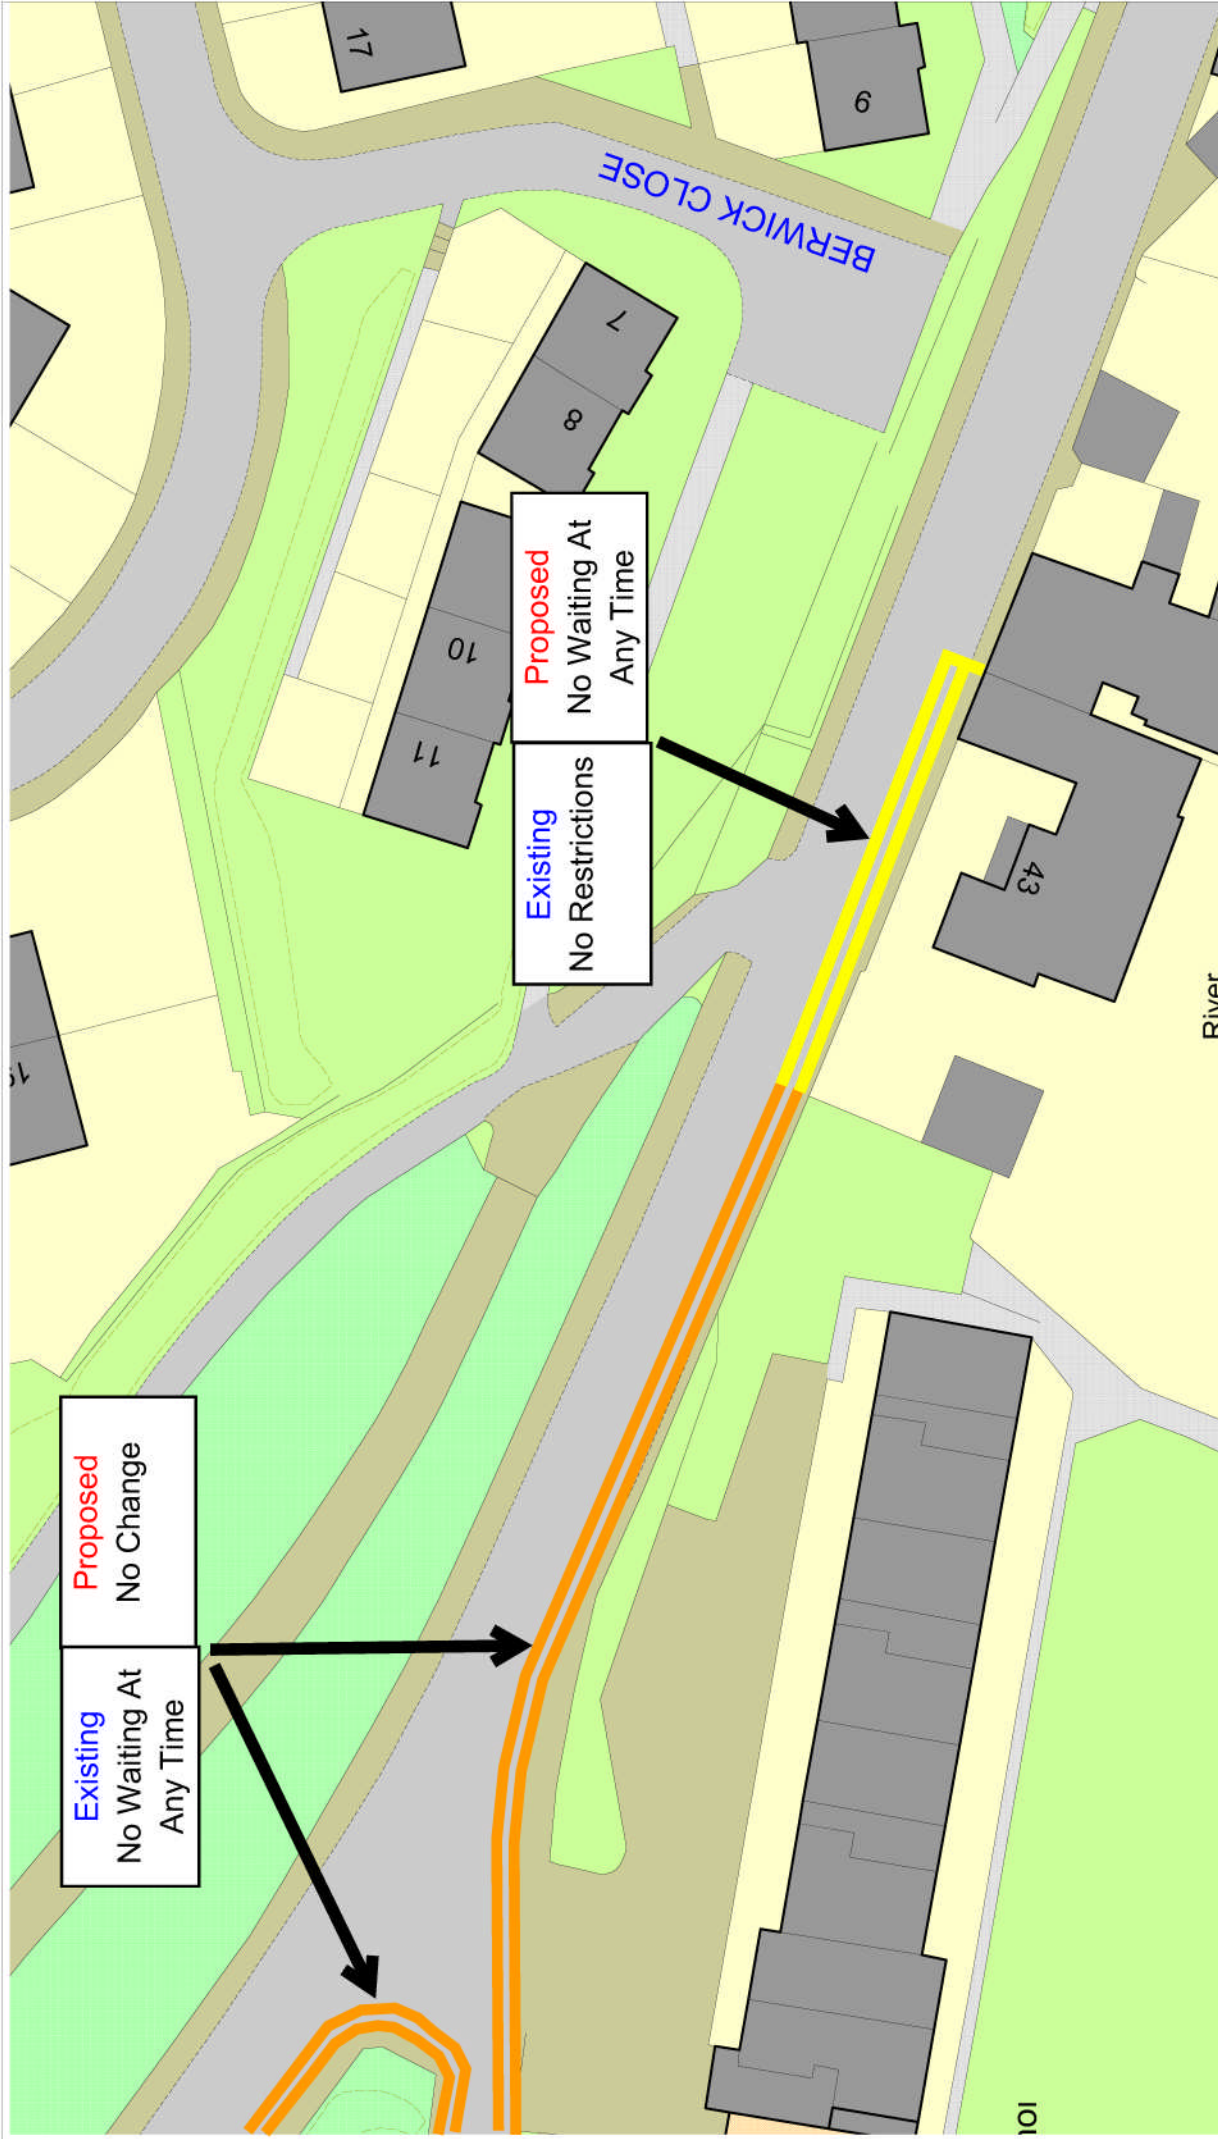 Existing
No Waiting At
Any Time
Proposed
No Change
Existing
No Restrictions
Proposed
No Waiting At
Any Time
BERWICK CLOSE
17
9
7
8
10
11
43
River